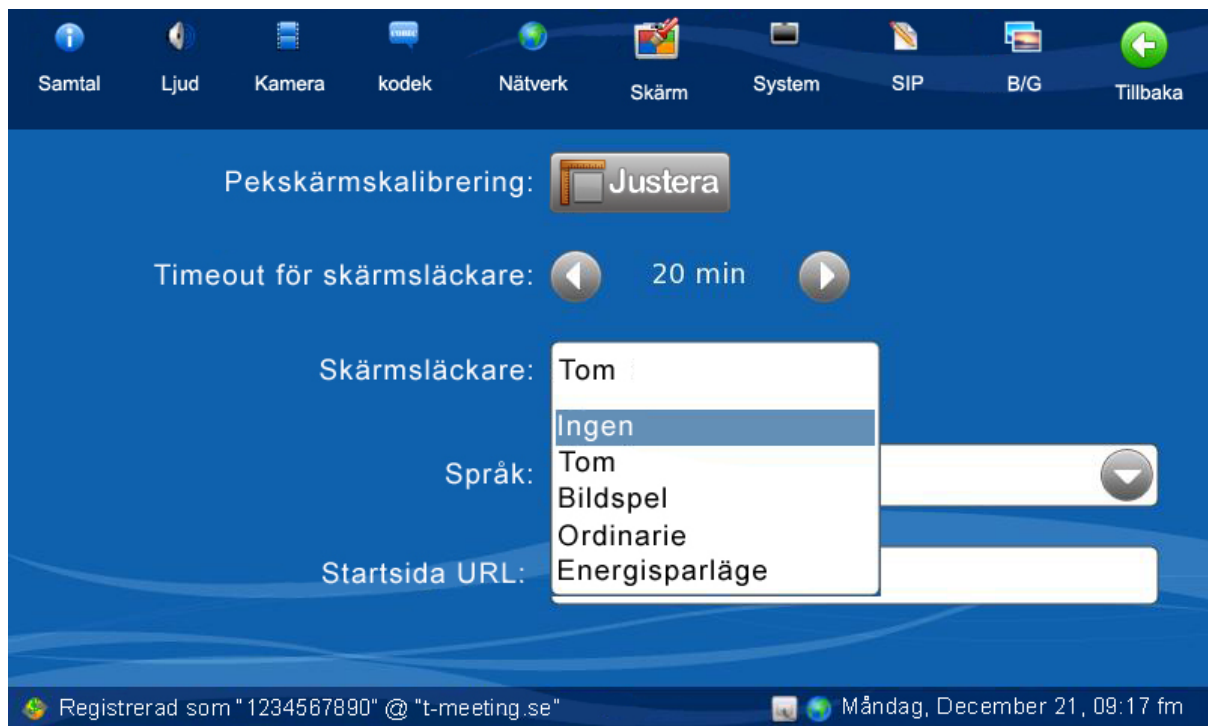 Samtal Ljud Kamera kodek Nätverk Skärm System SIP B/G Tillbaka
Pekskärmskalibrering: Justera
Timeout för skärmsläckare: 20 min
Skärmsläckare: Tom
Ingen
Språk: Tom
Bildspel
Ordinarie
Startsida URL: Energisparläge
Registrerad som "1234567890" @ "t-meeting.se" Måndag, December 21, 09:17 fm